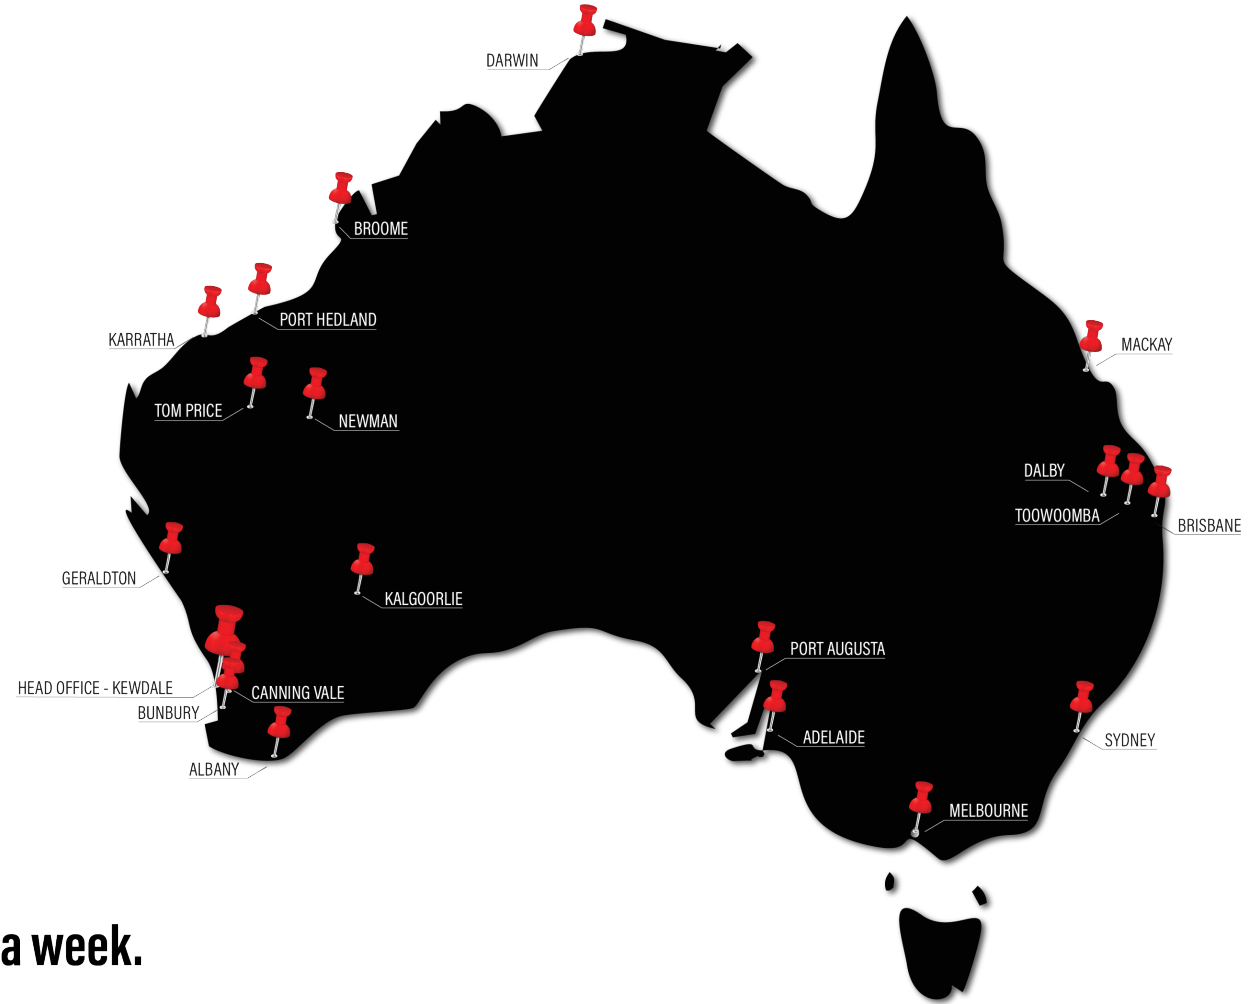 DARWIN
BROOME
PORT HEDLAND
KARRATHA
MACKAY
TOM PRICE
NEWMAN
DALBY
TOOWOOMBA
BRISBANE
GERALDTON
KALGOORLIE
PORT AUGUSTA
HEAD OFFICE - KEWDALE
CANNING VALE
BUNBURY
ADELAIDE
SYDNEY
ALBANY
MELBOURNE
a week.